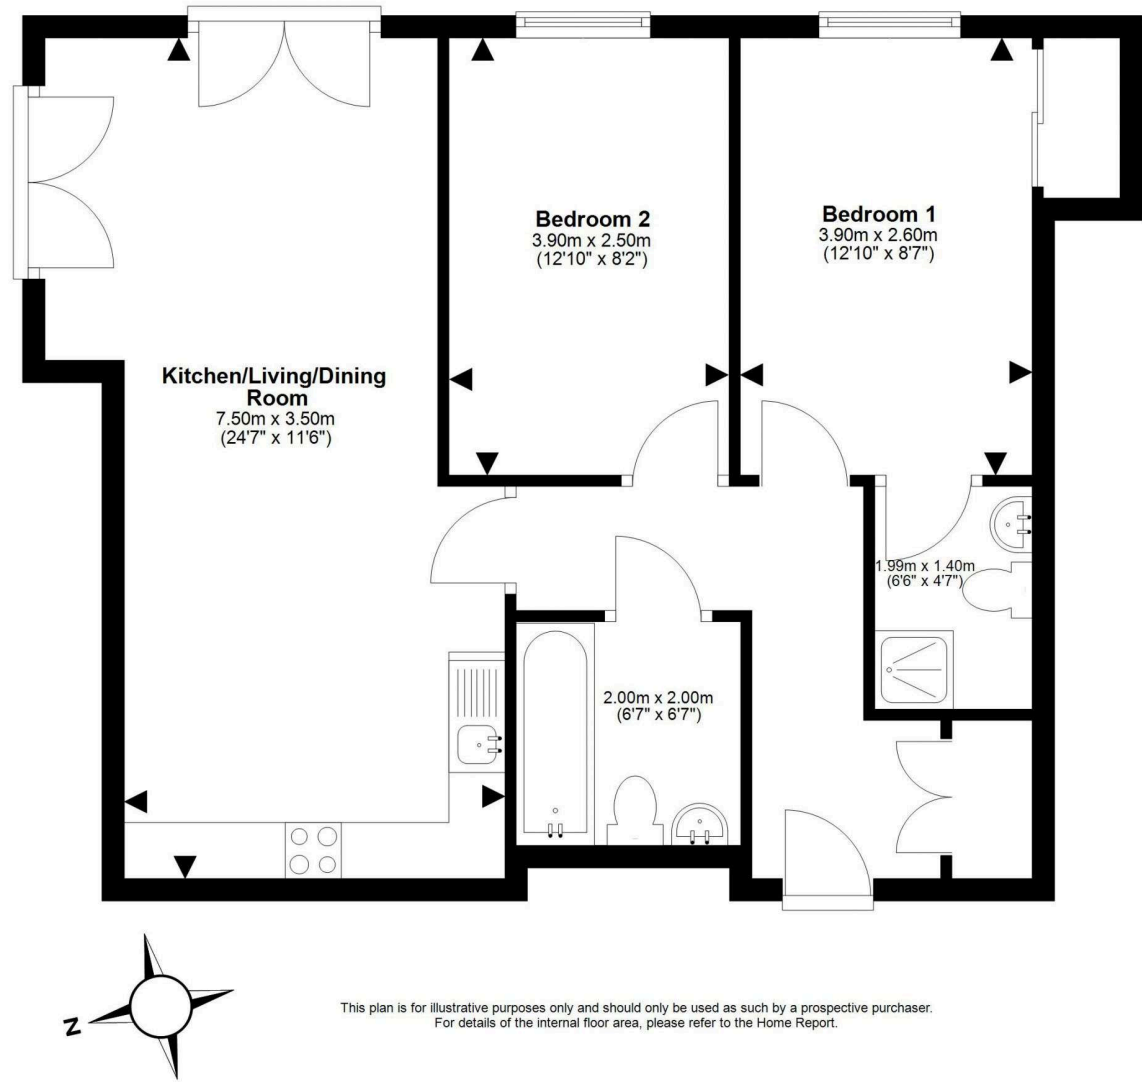 Bedroom 2
3.90m x 2.50m
(12'10" x 8'2")
Bedroom 1
3.90m x 2.60m
(12'10" x 8'7")
Kitchen/Living/Dining
Room
7.50m x 3.50m
(24'7" x 11'6")
1.99m x 1.40m
(6'6" x 4'7")
2.00m x 2.00m
(6'7" x 6'7")
N
This plan is for illustrative purposes only and should only be used as such by a prospective purchaser.
For details of the internal floor area, please refer to the Home Report.